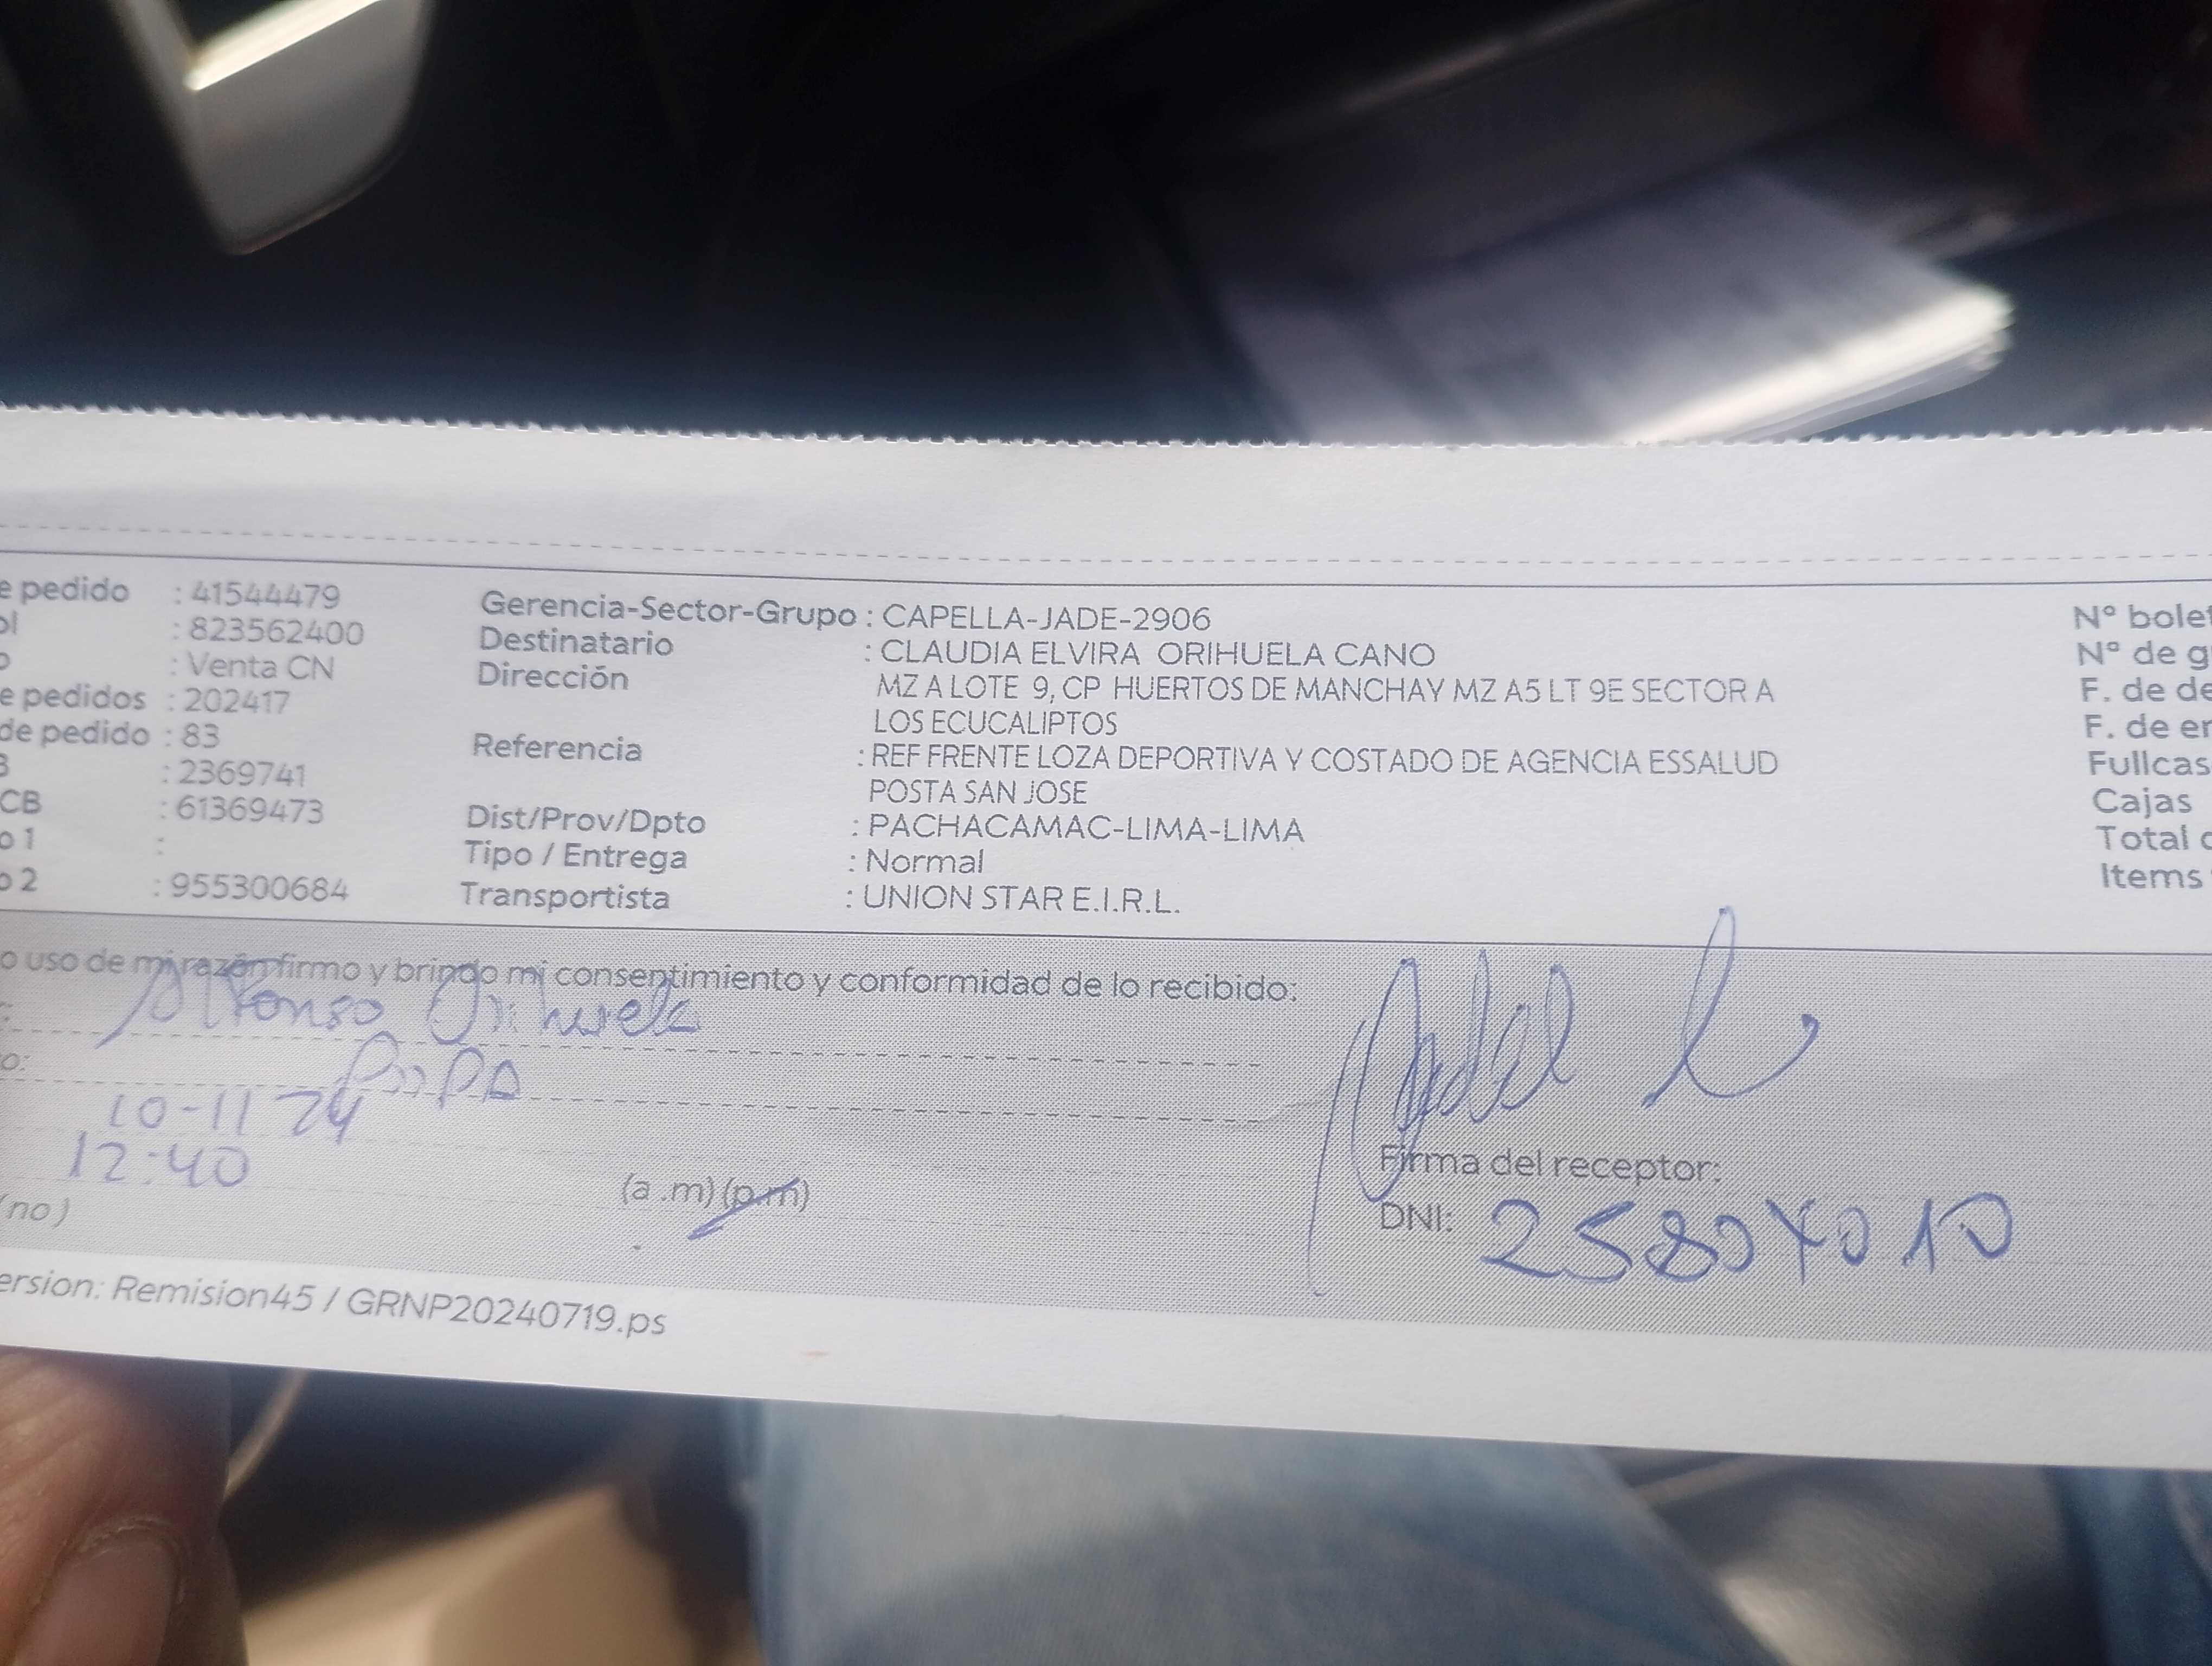 e pedido : 41544479
ol : 823562400
o : Venta CN
e pedidos : 202417
de pedido : 83
B : 2369741
CB : 61369473
o 1 :
o 2 : 955300684
Gerencia-Sector-Grupo : CAPELLA-JADE-2906
Destinatario : CLAUDIA ELVIRA ORIHUELA CANO
Dirección MZ A LOTE 9, CP HUERTOS DE MANCHAY MZ A5 LT 9E SECTOR A
LOS ECUCALIPTOS
Referencia : REF FRENTE LOZA DEPORTIVA Y COSTADO DE AGENCIA ESSALUD
POSTA SAN JOSE
Dist/Prov/Dpto : PACHACAMAC-LIMA-LIMA
Tipo / Entrega : Normal
Transportista : UNION STAR E.I.R.L.
Nº bolet
Nº de g
F. de de
F. de en
Fullcas
Cajas
Total c
Items
o uso de mi razón firmo y brindo mi consentimiento y conformidad de lo recibido:
Alfonso Orihuela
o: PaPA
10-11 24
12:40
(a .m) (p.m)
(no)
Firma del receptor:
DNI:
ersion: Remision45 / GRNP20240719.ps